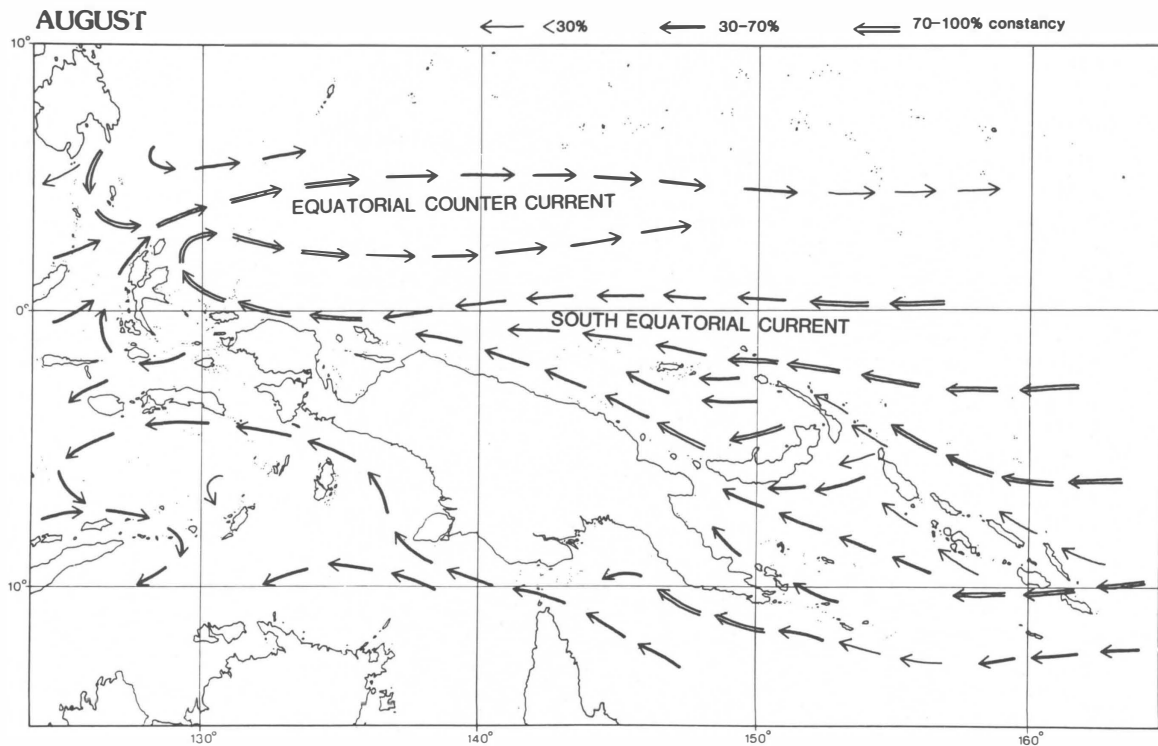 AUGUST
<30%
30-70%
70-100% constancy
10°
EQUATORIAL COUNTER CURRENT
0°
SOUTH EQUATORIAL CURRENT
10°
130°
140°
150°
160°